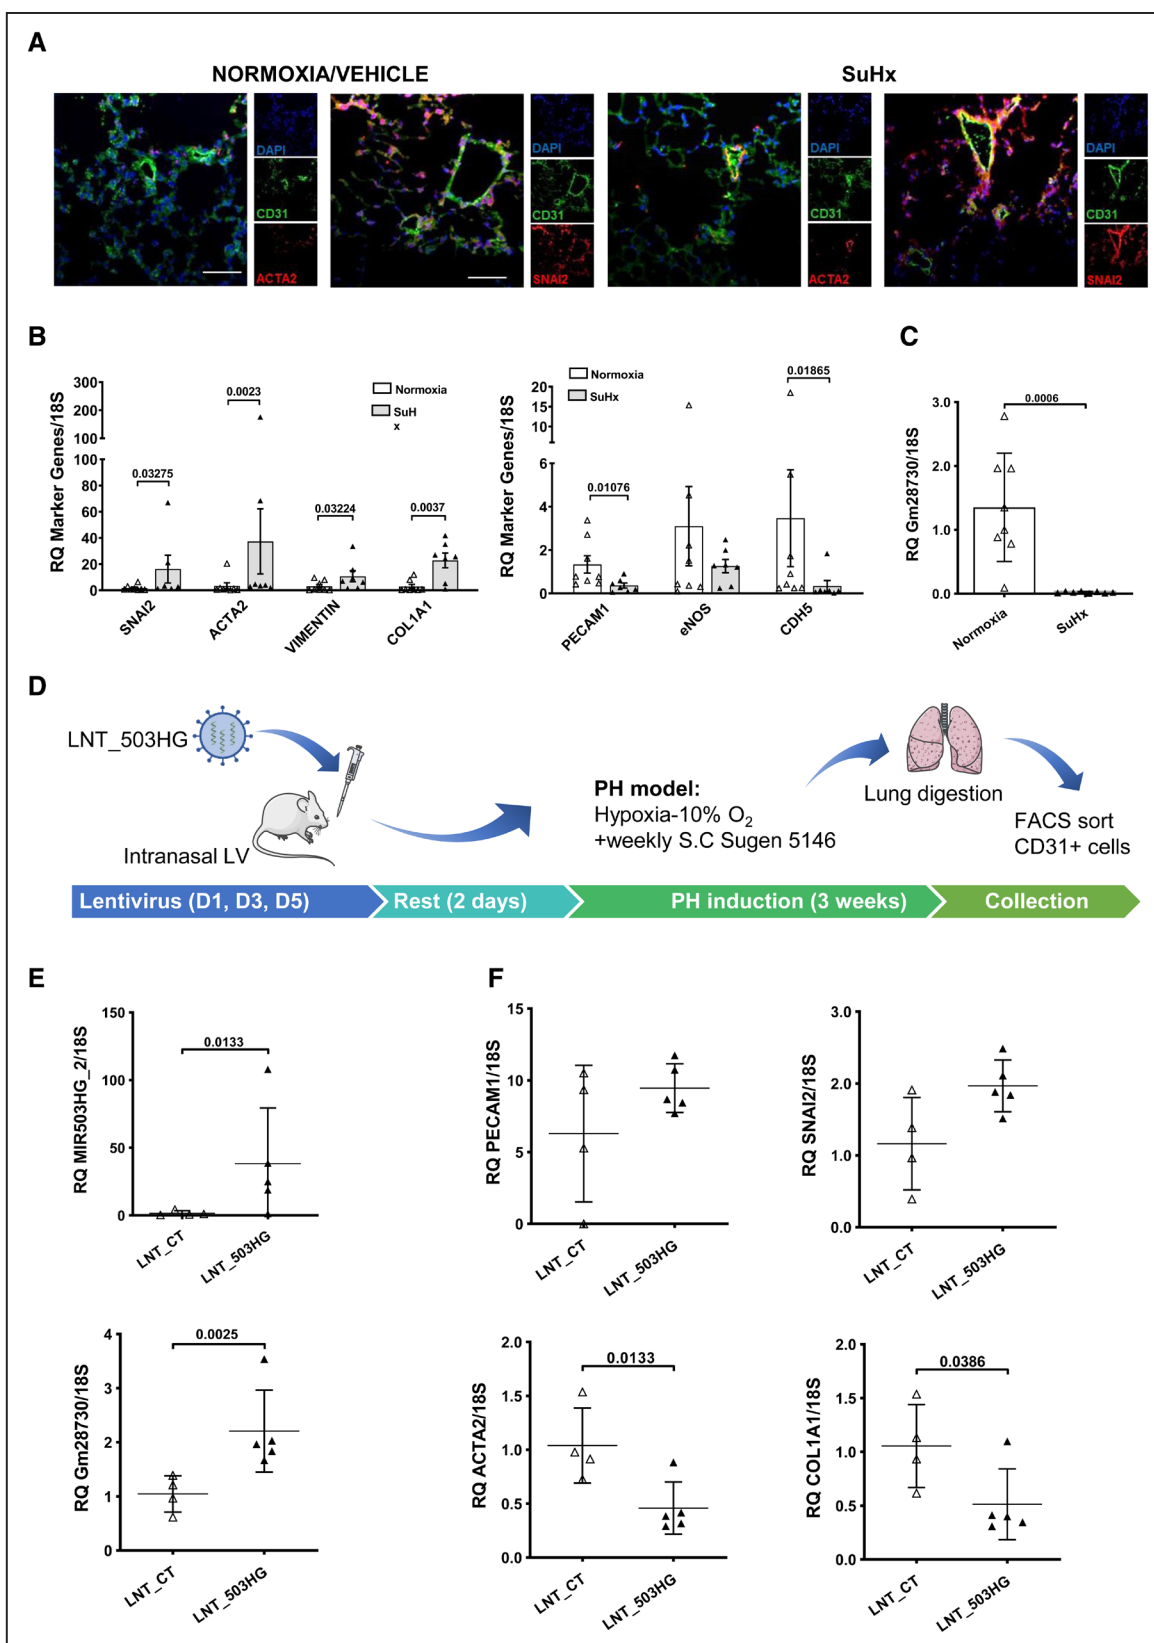 A
NORMOXIA/VEHICLE
SuHx
DAPI
CD31
ACTA2
DAPI
CD31
SNAI2
DAPI
CD31
ACTA2
DAPI
CD31
SNAI2
B
RQ Marker Genes/18S
300
200
100
100
80
60
40
20
0
0.03275
0.0023
0.03224
0.0037
Normoxia
SuH
x
SNAI2
ACTA2
VIMENTIN
COL1A1
RQ Marker Genes/18S
20
15
10
6
4
2
0
Normoxia
SuHx
0.01076
0.01865
PECAM1
eNOS
CDH5
C
RQ Gm28730/18S
3.0
2.0
1.0
0.0
0.0006
Normoxia
SuHx
D
LNT_503HG
Intranasal LV
PH model:
Hypoxia-10% O₂
+weekly S.C Sugen 5146
Lung digestion
FACS sort
CD31+ cells
Lentivirus (D1, D3, D5)
Rest (2 days)
PH induction (3 weeks)
Collection
E
RQ MIR503HG_2/18S
150
100
50
0
0.0133
LNT_CT
LNT_503HG
RQ Gm28730/18S
4
3
2
1
0
0.0025
LNT_CT
LNT_503HG
F
RQ PECAM1/18S
15
10
5
0
LNT_CT
LNT_503HG
RQ SNAI2/18S
3.0
2.0
1.0
0.0
LNT_CT
LNT_503HG
RQ ACTA2/18S
2.0
1.5
1.0
0.5
0.0
0.0133
LNT_CT
LNT_503HG
RQ COL1A1/18S
2.0
1.5
1.0
0.5
0.0
0.0386
LNT_CT
LNT_503HG